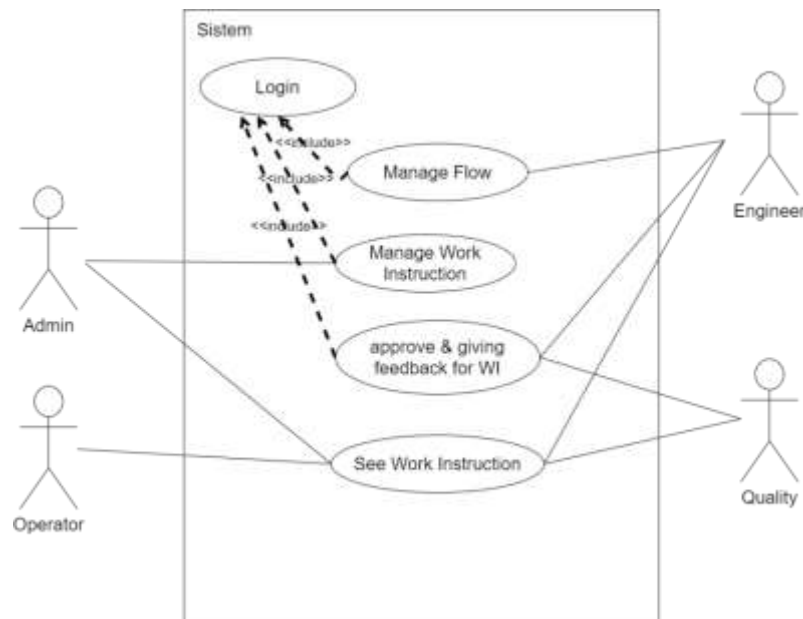 Sistem
Login
<<include>>
Manage Flow
<<include>>
Engineer
<<include>>
Manage Work
Instruction
Admin
approve & giving
feedback for WI
See Work Instruction
Operator
Quality